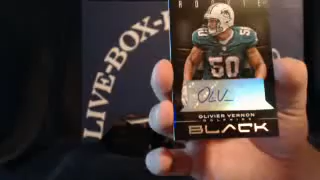 ROOKIE
LIVE-BOX-
50
OLIVIER VERNON
DOLPHINS
BLACK